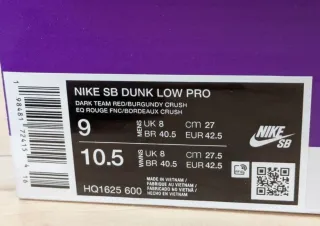 NIKE SB DUNK LOW PRO
DARK TEAM RED/BURGUNDY CRUSH
EQ ROUGE FNC/BORDEAUX CRUSH
9 MENS UK 8 CM 27
BR 40.5 EUR 42.5
10.5 WMNS UK 8 CM 27.5
BR 40.5 EUR 42.5
HQ1625 600
MADE IN VIETNAM /
FABRIQUÉ AU VIETNAM /
HECHO EN VIETNAM
NIKE
SB